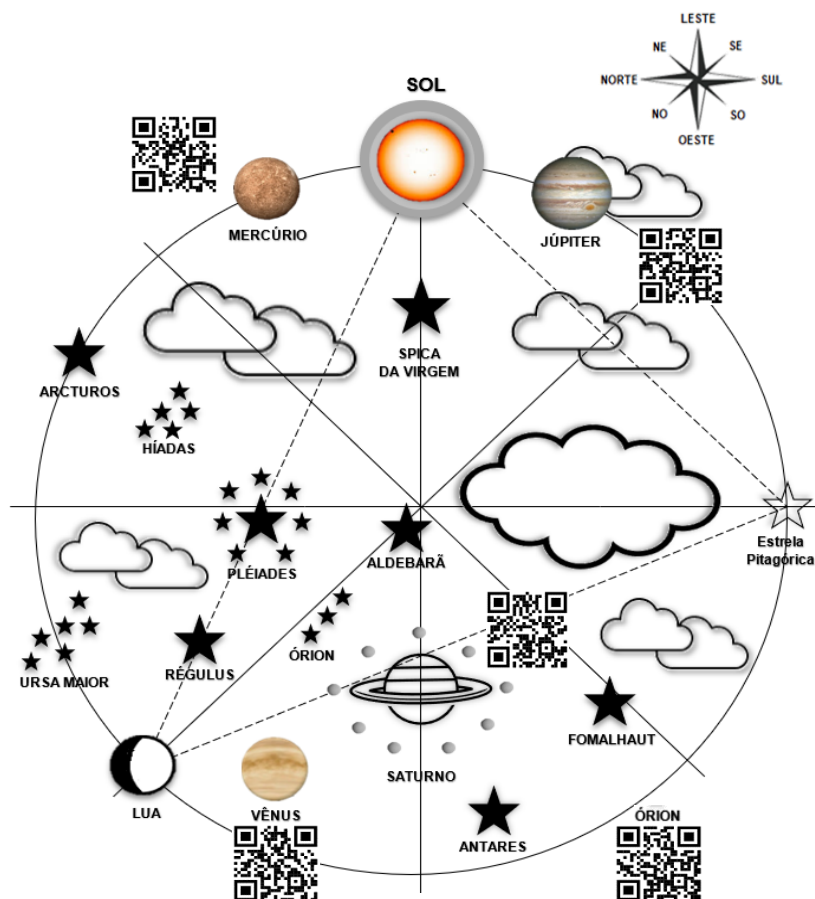 LESTE
NE
SE
NORTE
SUL
NO
SO
OESTE
SOL
MERCÚRIO
JÚPITER
SPICA
DA VIRGEM
ARCTUROS
HÍADAS
PLÉIADES
ALDEBARÃ
Estrela
Pitagórica
ÓRION
RÉGULUS
URSA MAIOR
FOMALHAUT
SATURNO
LUA
VÊNUS
ANTARES
ÓRION